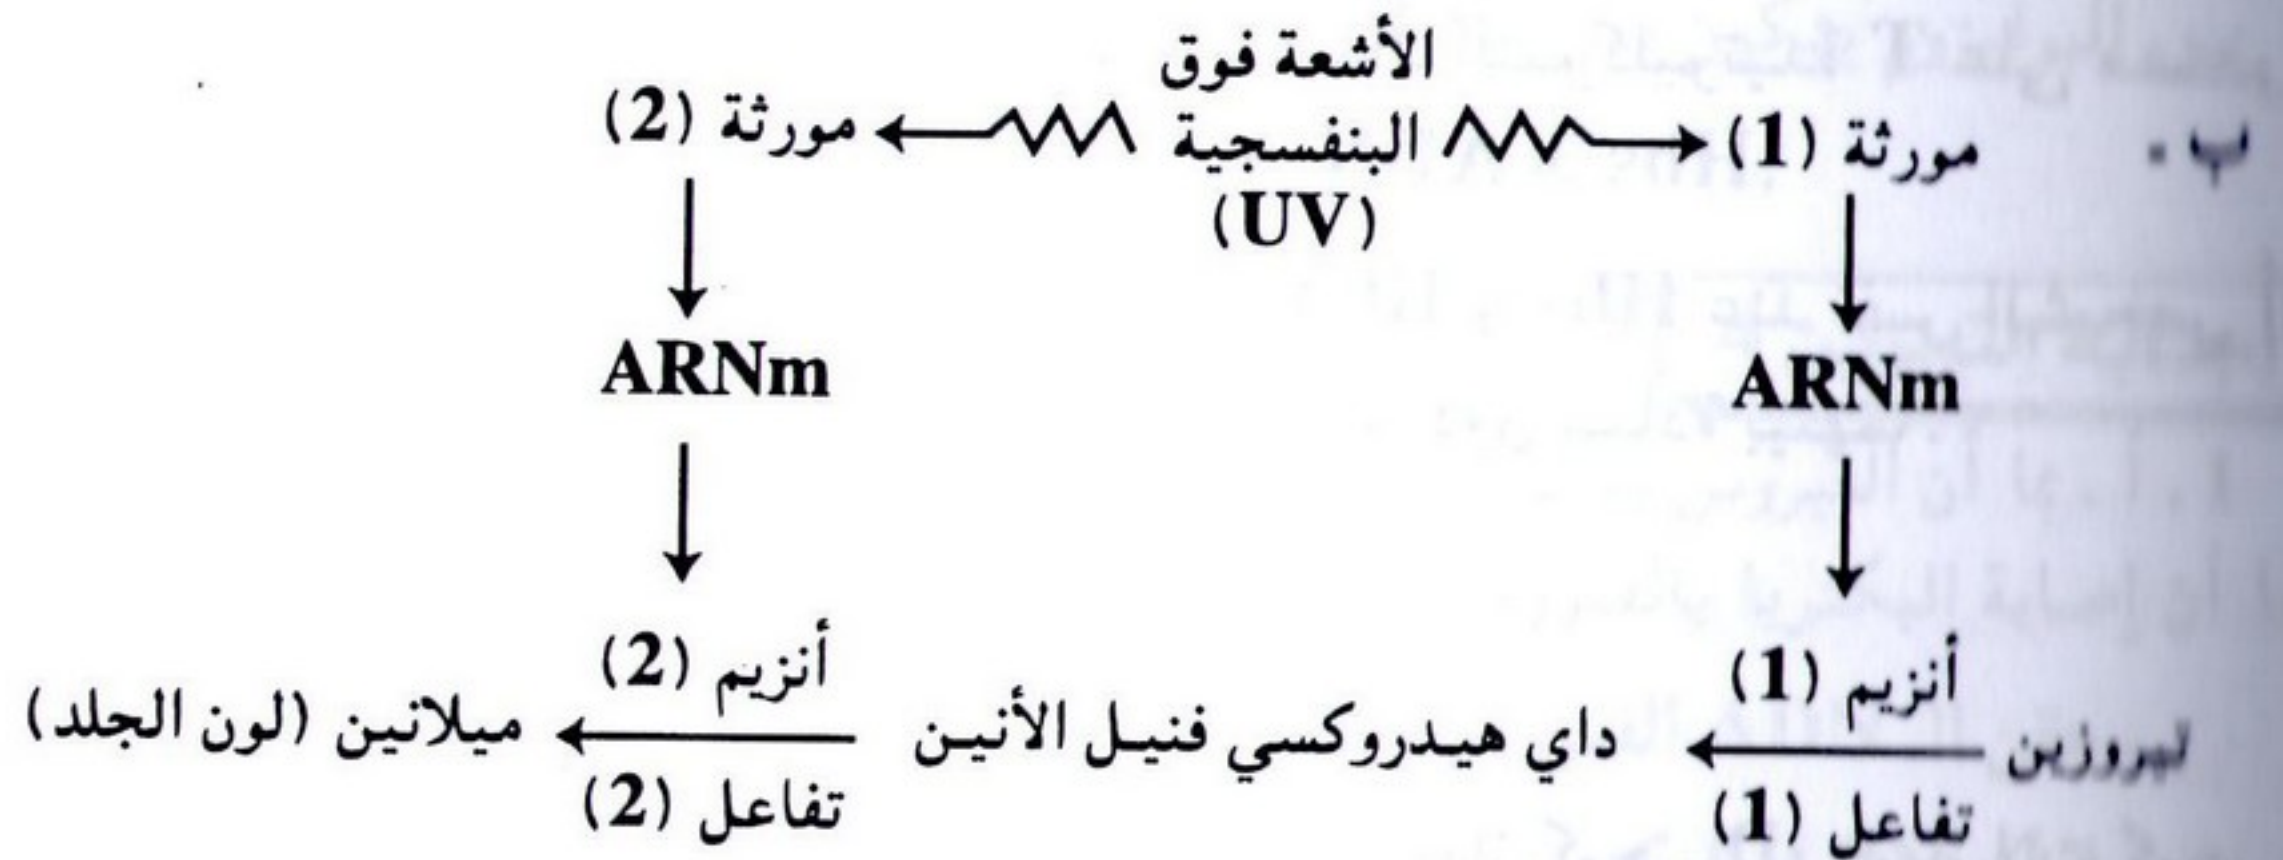 ب .
الأشعة فوق
البنفسجية
(UV)
مورثة (1)
مورثة (2)
ARNm
ARNm
أنزيم (1)
أنزيم (2)
تيروزين
داي هيدروكسي فنيل الأنين
ميلانين (لون الجلد)
تفاعل (1)
تفاعل (2)